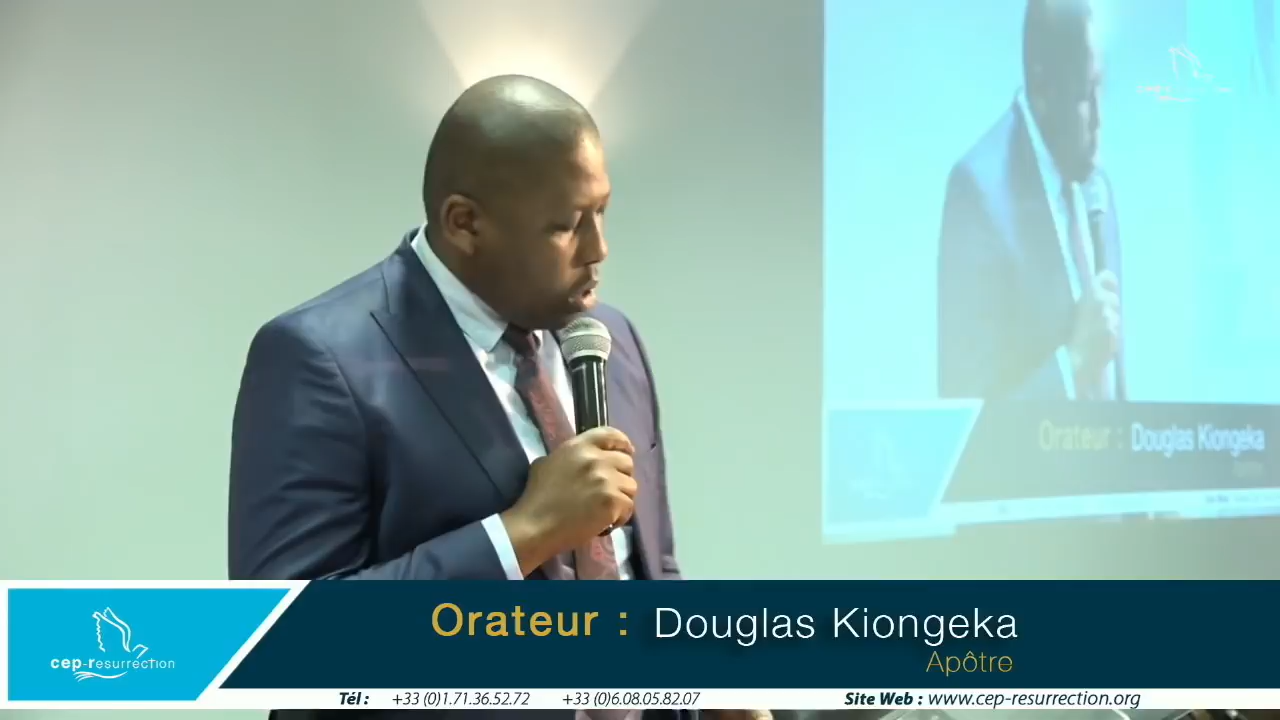 Orateur : Douglas Kiongeka
Orateur : Douglas Kiongeka
Apôtre
cep-resurrection
Tél : +33 (0)1.71.36.52.72 +33 (0)6.08.05.82.07 Site Web : www.cep-resurrection.org